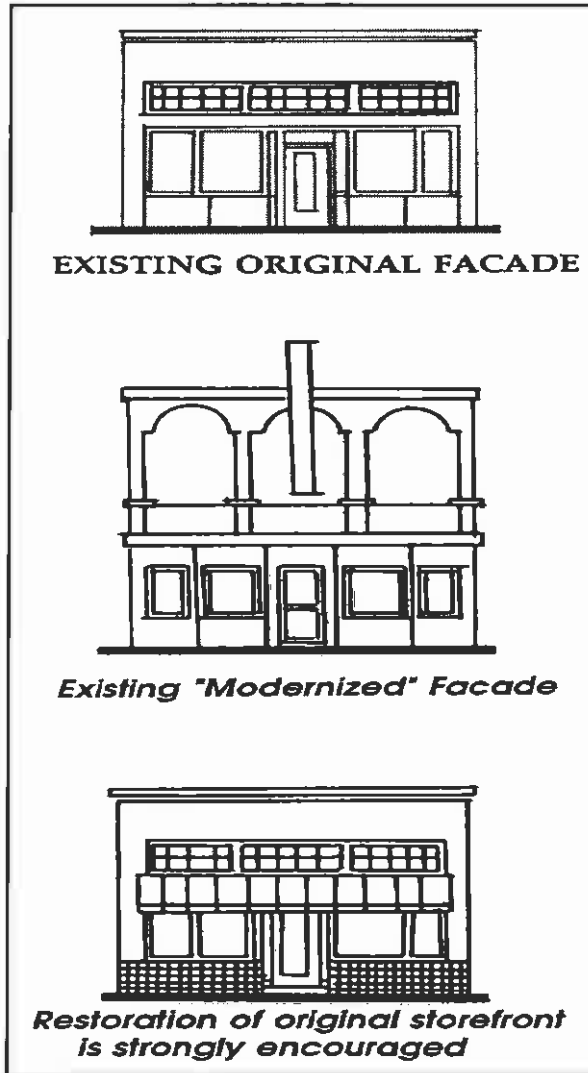 EXISTING ORIGINAL FACADE
Existing "Modernized" Facade
Restoration of original storefront
is strongly encouraged